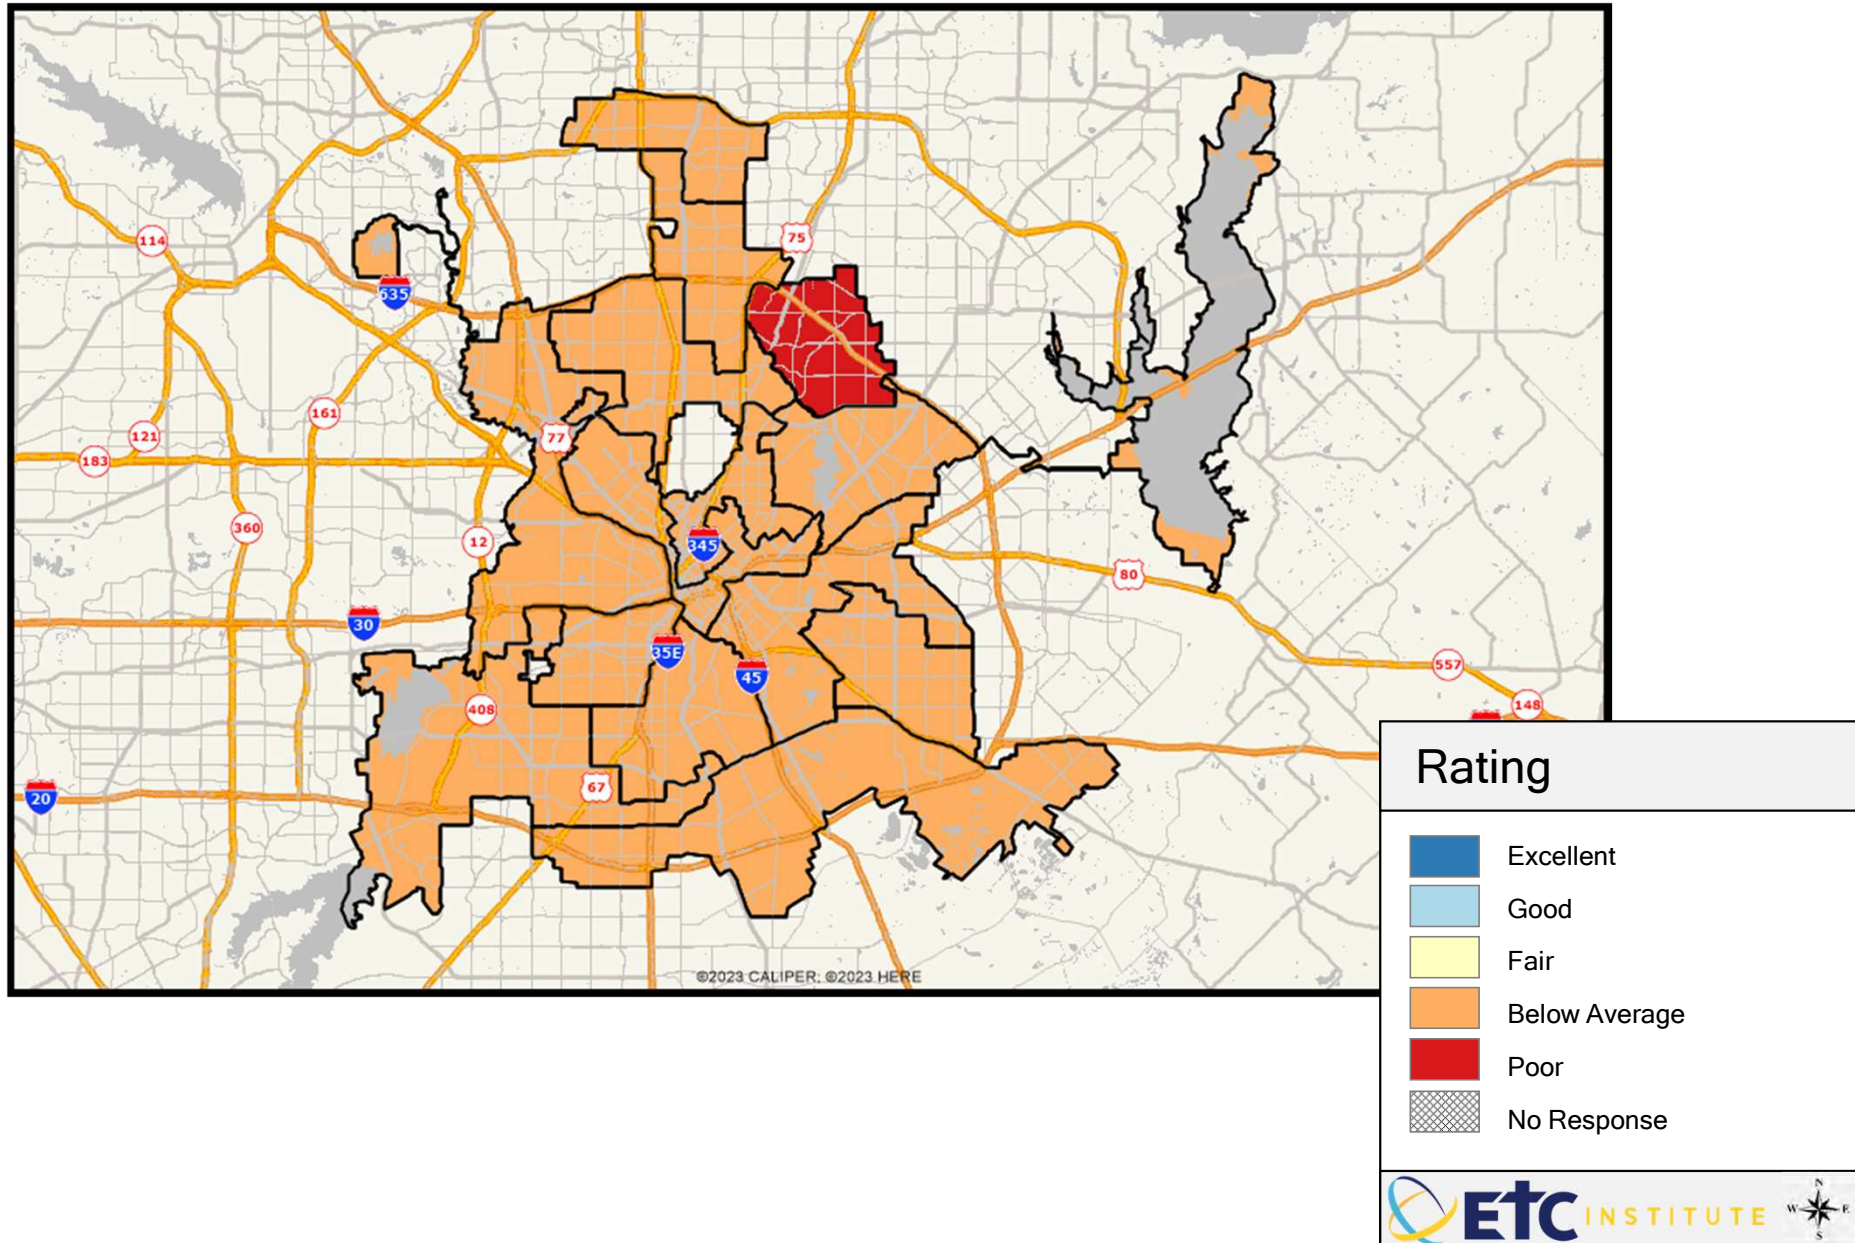 75
114
635
161
121
77
183
360
12
345
80
30
35E
45
557
408
148
67
20
©2023 CALIPER; ©2023 HERE
Rating
Excellent
Good
Fair
Below Average
Poor
No Response
ETC INSTITUTE
N
W E
S